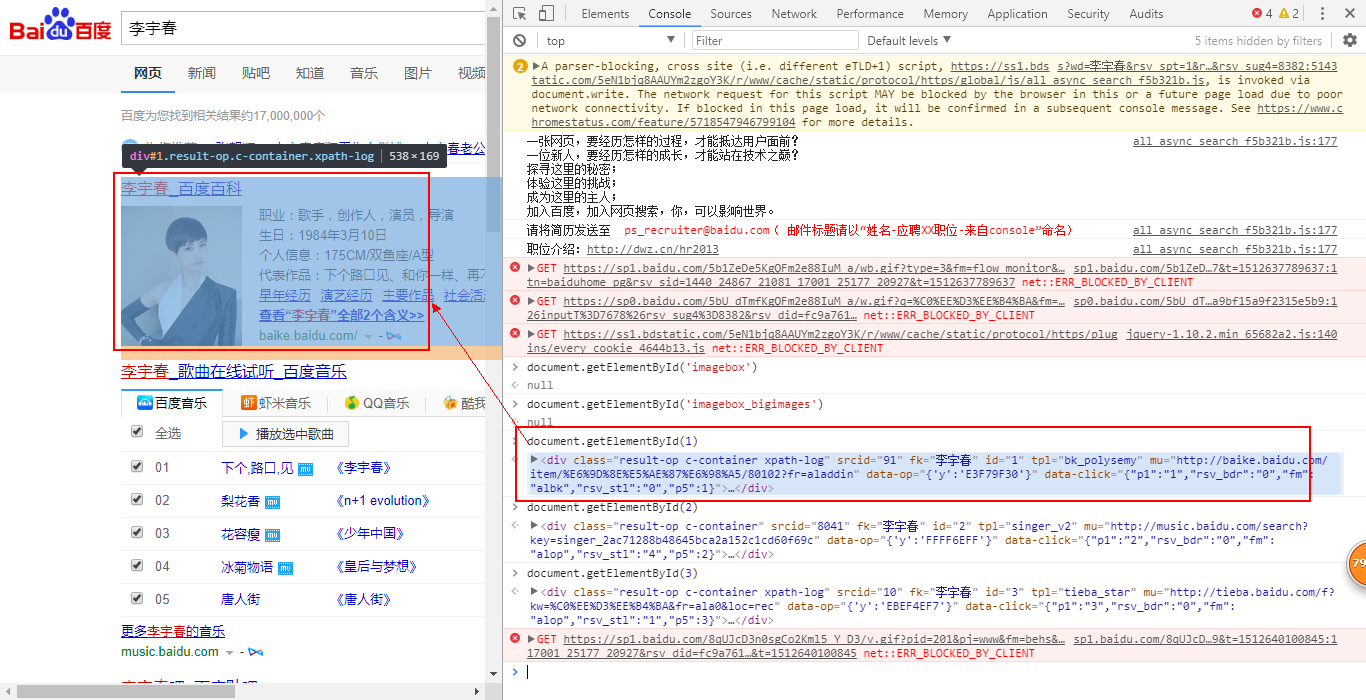 Bai du 百度
李宇春
网页 新闻 贴吧 知道 音乐 图片 视频
百度为您找到相关结果约17,000,000个
春老公
div#1.result-op.c-container.xpath-log 538×169
李宇春_百度百科
职业：歌手，创作人，演员，导演
生日：1984年3月10日
个人信息：175CM/双鱼座/A型
代表作品：下个路口见、和你一样、再不
早年经历 演艺经历 主要作品 社会活
查看“李宇春”全部2个含义>>
baike.baidu.com/ -
李宇春_歌曲在线试听_百度音乐
百度音乐 虾米音乐 QQ音乐 酷我
全选 播放选中歌曲
01 下个,路口,见 mv 《李宇春》
02 梨花香 mv 《n+1 evolution》
03 花容瘦 mv 《少年中国》
04 冰菊物语 mv 《皇后与梦想》
05 唐人街 《唐人街》
更多李宇春的音乐
music.baidu.com -
Elements Console Sources Network Performance Memory Application Security Audits 4 2
top Filter Default levels 5 items hidden by filters
2 A parser-blocking, cross site (i.e. different eTLD+1) script, https://ss1.bds s?wd=李宇春&rsv_spt=1&r…&rsv_sug4=8382:5143
tatic.com/5eN1bjq8AAUYm2zgoY3K/r/www/cache/static/protocol/https/global/js/all_async_search_f5b321b.js, is invoked via
document.write. The network request for this script MAY be blocked by the browser in this or a future page load due to poor
network connectivity. If blocked in this page load, it will be confirmed in a subsequent console message. See https://www.c
hromestatus.com/feature/5718547946799104 for more details.
一张网页，要经历怎样的过程，才能抵达用户面前？ all_async_search_f5b321b.js:177
一位新人，要经历怎样的成长，才能站在技术之巅？
探寻这里的秘密；
体验这里的挑战；
成为这里的主人；
加入百度，加入网页搜索，你，可以影响世界。
请将简历发送至 ps_recruiter@baidu.com（ 邮件标题请以“姓名-应聘XX职位-来自console”命名） all_async_search_f5b321b.js:177
职位介绍：http://dwz.cn/hr2013 all_async_search_f5b321b.js:177
GET https://sp1.baidu.com/5b1ZeDe5KgQFm2e88IuM_a/wb.gif?type=3&fm=flow_monitor&… sp1.baidu.com/5b1ZeD…7&t=1512637789637:1
tn=baiduhome_pg&rsv_sid=1440_24867_21081_17001_25177_20927&t=1512637789637 net::ERR_BLOCKED_BY_CLIENT
GET https://sp0.baidu.com/5bU_dTmfKgQFm2e88IuM_a/w.gif?q=%C0%EE%D3%EE%B4%BA&fm=… sp0.baidu.com/5bU_dT…a9bf15a9f2315e5b9:1
26inputT%3D7678%26rsv_sug4%3D8382&rsv_did=fc9a761… net::ERR_BLOCKED_BY_CLIENT
GET https://ss1.bdstatic.com/5eN1bjq8AAUYm2zgoY3K/r/www/cache/static/protocol/https/plug jquery-1.10.2.min_65682a2.js:140
ins/every_cookie_4644b13.js net::ERR_BLOCKED_BY_CLIENT
document.getElementById('imagebox')
null
document.getElementById('imagebox_bigimages')
null
document.getElementById(1)
<div class="result-op c-container xpath-log" srcid="91" fk="李宇春" id="1" tpl="bk_polysemy" mu="http://baike.baidu.com/
item/%E6%9D%8E%E5%AE%87%E6%98%A5/80102?fr=aladdin" data-op="{'y':'E3F79F30'}" data-click="{"p1":"1","rsv_bdr":"0","fm":
"albk","rsv_stl":"0","p5":1}">…</div>
document.getElementById(2)
<div class="result-op c-container" srcid="8041" fk="李宇春" id="2" tpl="singer_v2" mu="http://music.baidu.com/search?
key=singer_2ac71288b48645bca2a152c1cd60f69c" data-op="{'y':'FFFF6EFF'}" data-click="{"p1":"2","rsv_bdr":"0","fm":
"alop","rsv_stl":"4","p5":2}">…</div>
document.getElementById(3)
<div class="result-op c-container xpath-log" srcid="10" fk="李宇春" id="3" tpl="tieba_star" mu="http://tieba.baidu.com/f?
kw=%C0%EE%D3%EE%B4%BA&fr=ala0&loc=rec" data-op="{'y':'EBEF4EF7'}" data-click="{"p1":"3","rsv_bdr":"0","fm":
"alop","rsv_stl":"1","p5":3}">…</div>
GET https://sp1.baidu.com/8qUJcD3n0sgCo2Kml5_Y_D3/v.gif?pid=201&pj=www&fm=behs&… sp1.baidu.com/8qUJcD…9&t=1512640100845:1
17001_25177_20927&rsv_did=fc9a761…&t=1512640100845 net::ERR_BLOCKED_BY_CLIENT
79